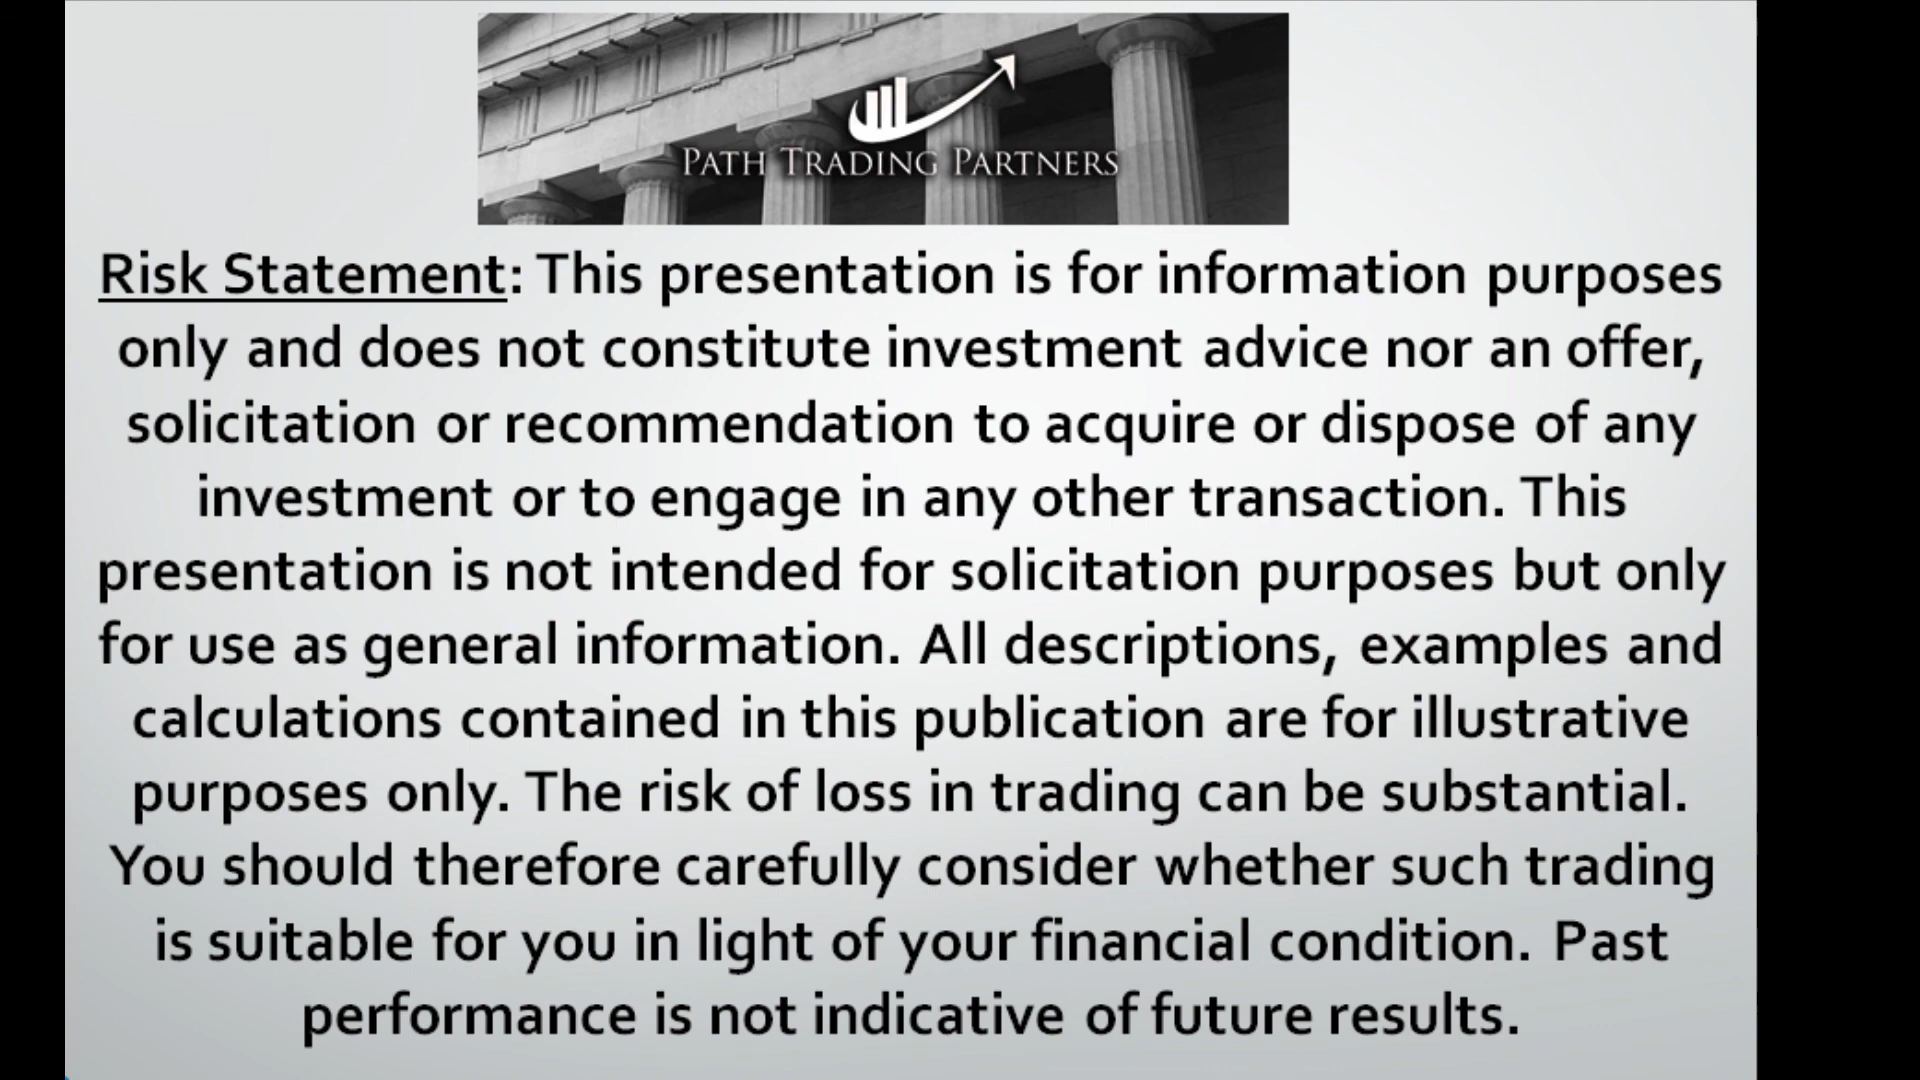 PATH TRADING PARTNERS
Risk Statement: This presentation is for information purposes
only and does not constitute investment advice nor an offer,
solicitation or recommendation to acquire or dispose of any
investment or to engage in any other transaction. This
presentation is not intended for solicitation purposes but only
for use as general information. All descriptions, examples and
calculations contained in this publication are for illustrative
purposes only. The risk of loss in trading can be substantial.
You should therefore carefully consider whether such trading
is suitable for you in light of your financial condition. Past
performance is not indicative of future results.